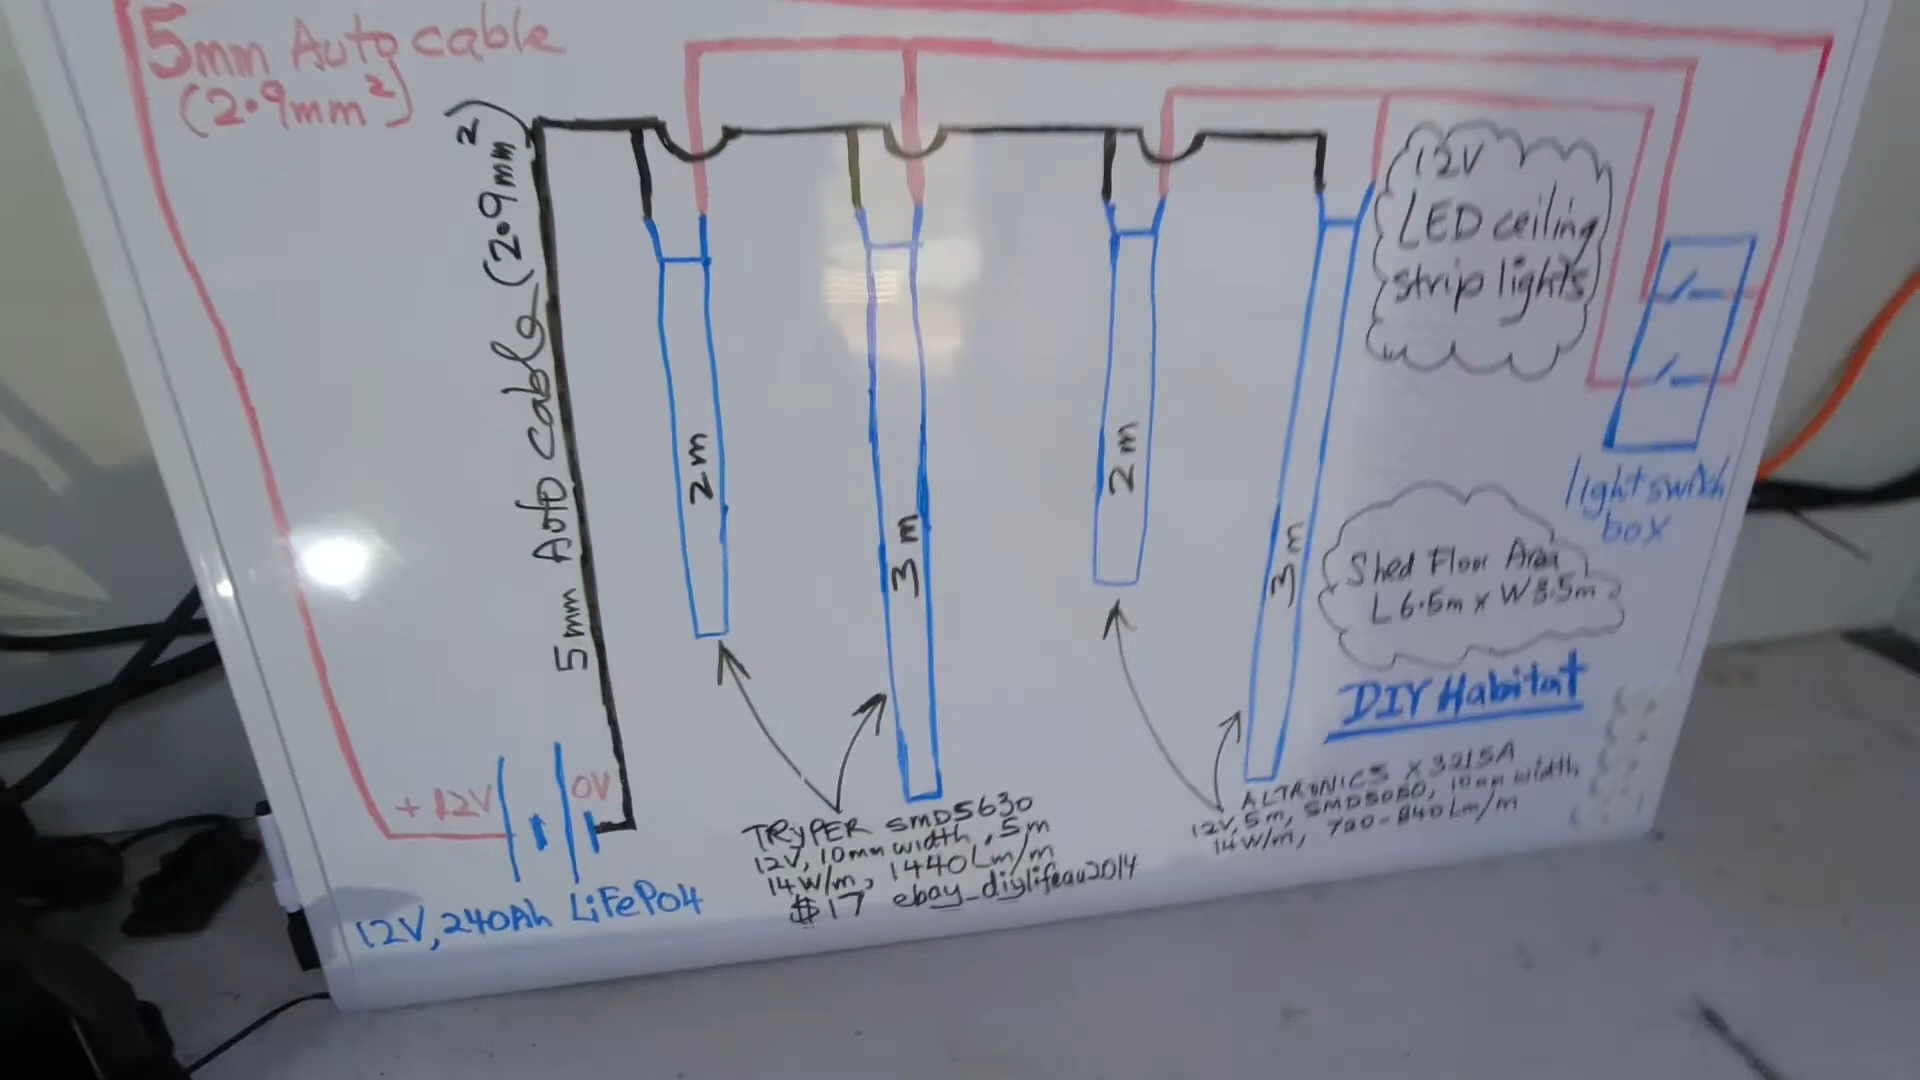 5mm Auto cable
(2.9mm²)
5mm Auto cable (2.9mm²)
12V
LED ceiling
strip lights
2m
3m
2m
3m
light switch
box
Shed Floor Area
L6.5m x W3.5m
DIY Habitat
+12V
0V
12V, 240Ah LiFePO4
TRYPER SMD5630
12V, 10mm width, 5m
14W/m, 1440Lm/m
$17 ebay_diylifeau2014
ALTRONICS X3215A
12V, 5m, SMD5050, 10mm width,
14W/m, 720-840Lm/m